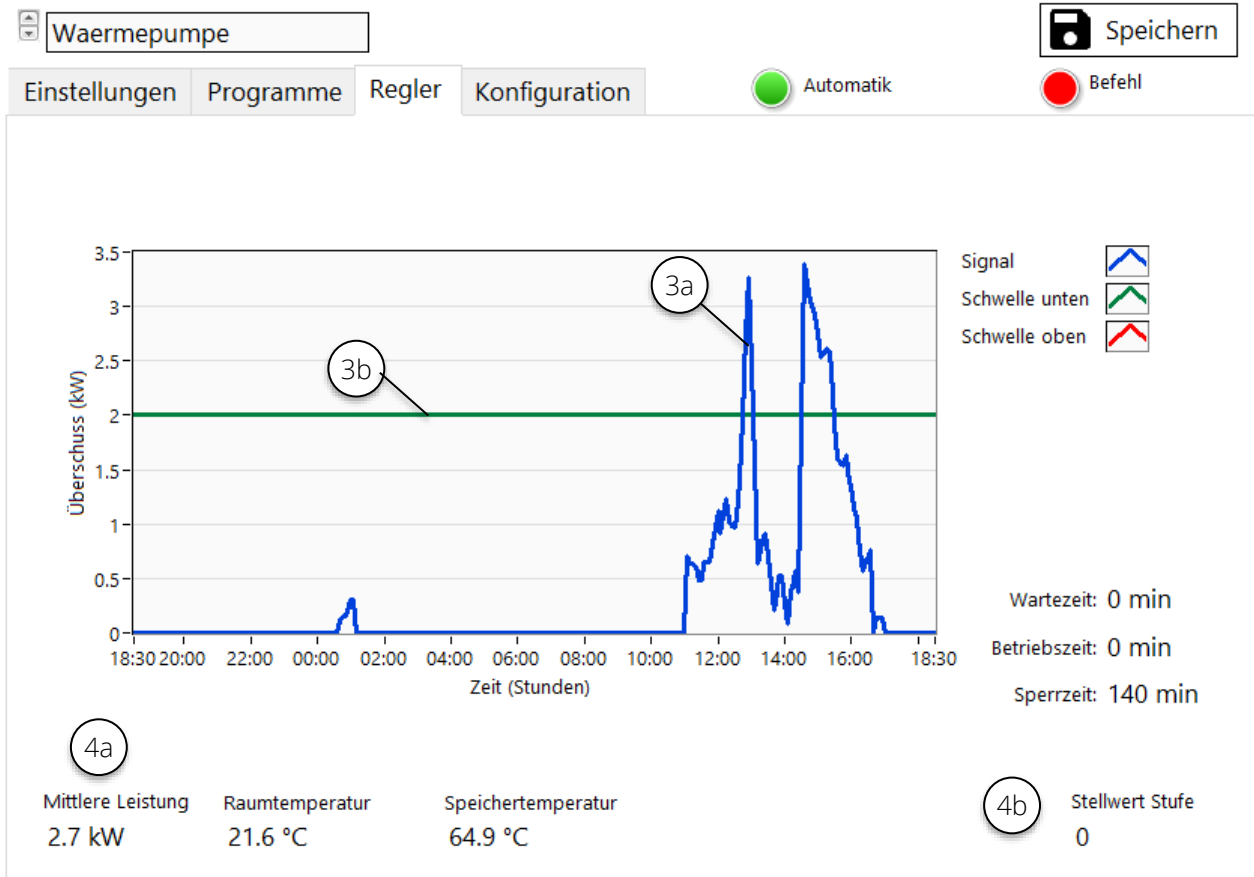 Waermepumpe
Speichern
Einstellungen Programme Regler Konfiguration
Automatik
Befehl
3.5
3
2.5
2
1.5
1
0.5
0
Überschuss (kW)
3a
3b
Signal
Schwelle unten
Schwelle oben
18:30 20:00 22:00 00:00 02:00 04:00 06:00 08:00 10:00 12:00 14:00 16:00 18:30
Zeit (Stunden)
Wartezeit: 0 min
Betriebszeit: 0 min
Sperrzeit: 140 min
4a
Mittlere Leistung
2.7 kW
Raumtemperatur
21.6 °C
Speichertemperatur
64.9 °C
4b
Stellwert Stufe
0